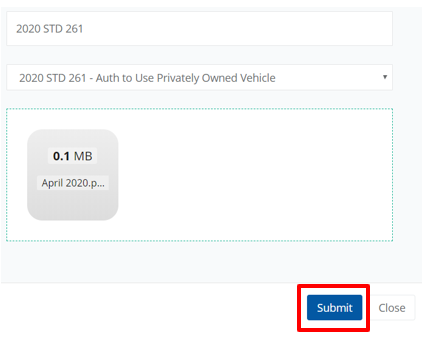 2020 STD 261
2020 STD 261 - Auth to Use Privately Owned Vehicle
0.1 MB
April 2020.p...
Submit
Close